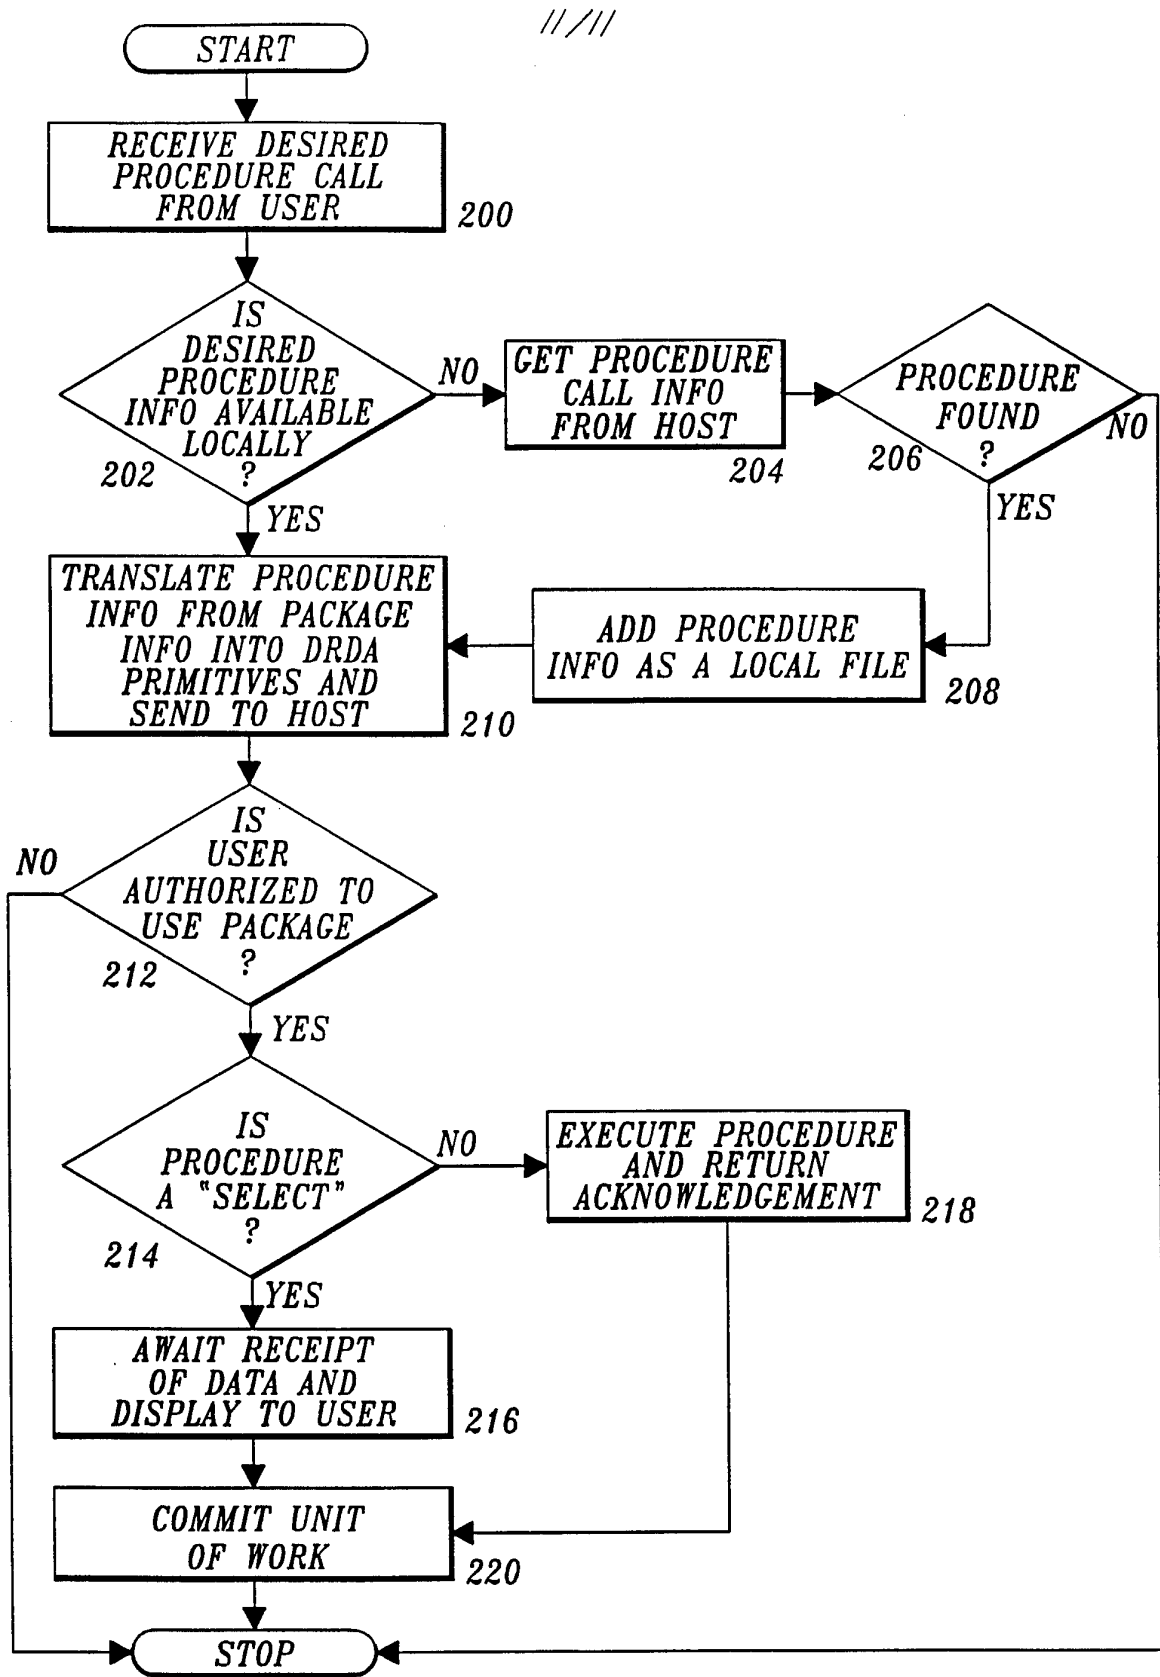 11/11
START
RECEIVE DESIRED
PROCEDURE CALL
FROM USER
200
IS
DESIRED
PROCEDURE
INFO AVAILABLE
LOCALLY
?
202
NO
GET PROCEDURE
CALL INFO
FROM HOST
204
PROCEDURE
FOUND
?
206
NO
YES
YES
TRANSLATE PROCEDURE
INFO FROM PACKAGE
INFO INTO DRDA
PRIMITIVES AND
SEND TO HOST
210
ADD PROCEDURE
INFO AS A LOCAL FILE
208
IS
USER
AUTHORIZED TO
USE PACKAGE
?
212
NO
YES
IS
PROCEDURE
A "SELECT"
?
214
NO
EXECUTE PROCEDURE
AND RETURN
ACKNOWLEDGEMENT
218
YES
AWAIT RECEIPT
OF DATA AND
DISPLAY TO USER
216
COMMIT UNIT
OF WORK
220
STOP